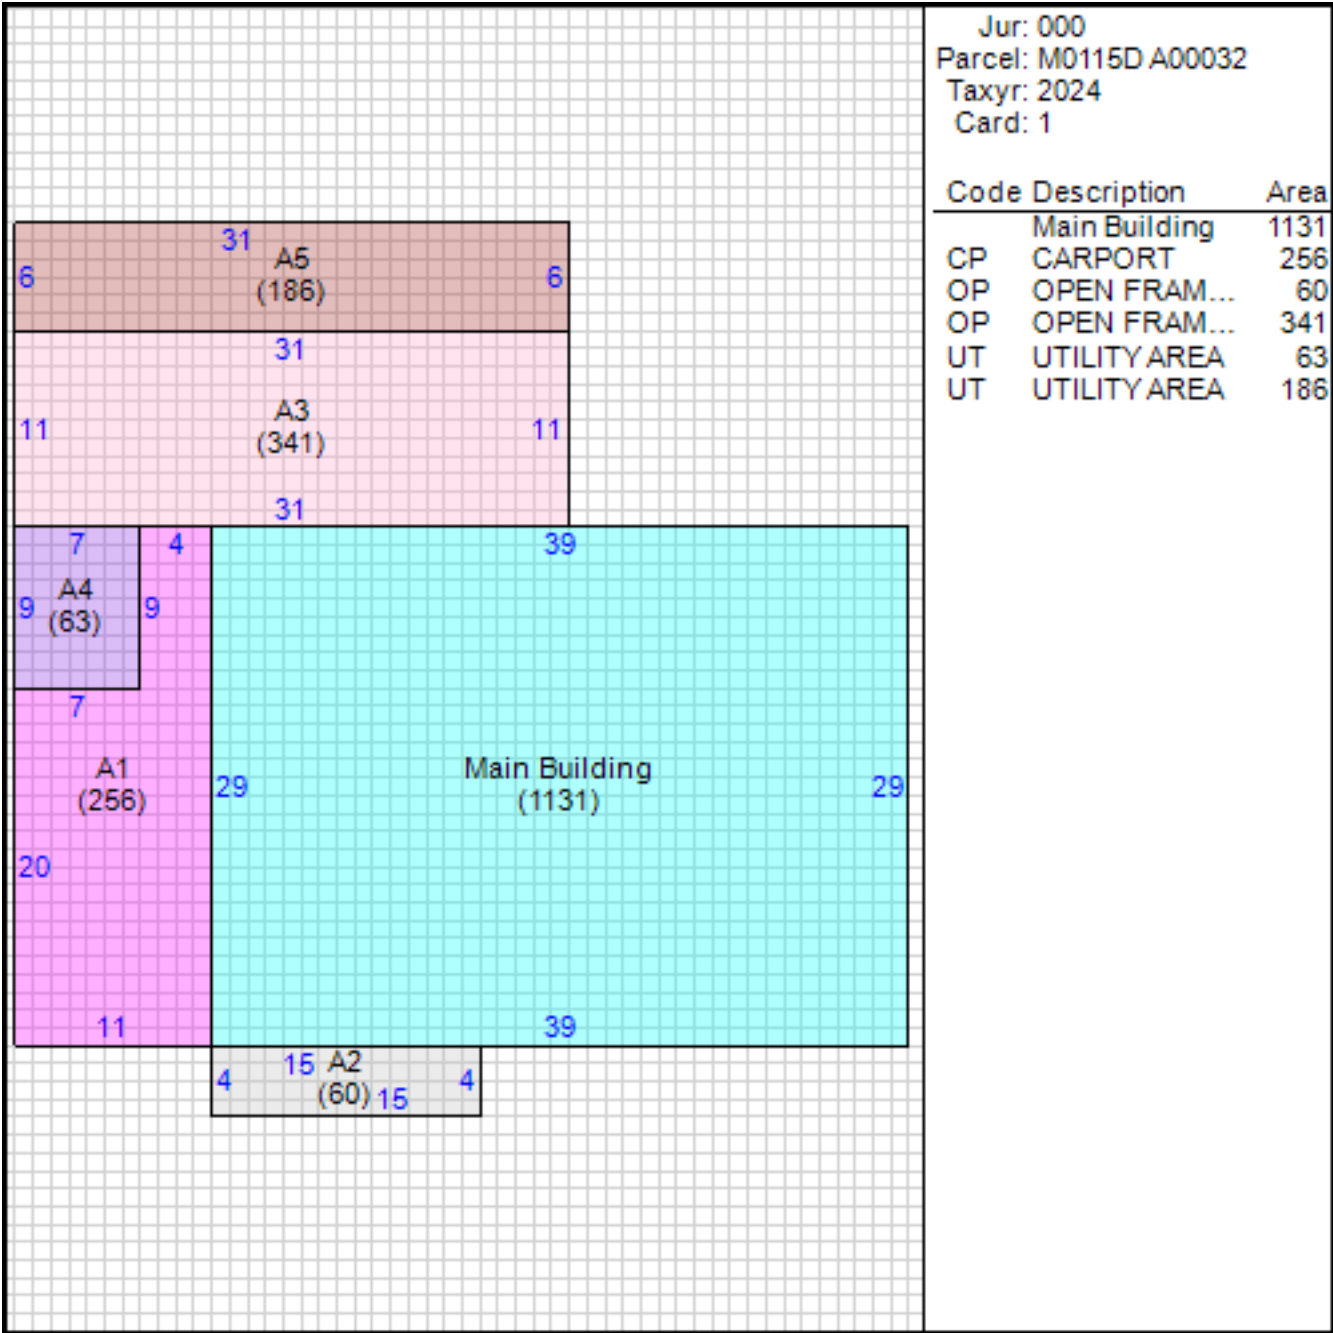 Jur: 000
Parcel: M0115D A00032
Taxyr: 2024
Card: 1
Code Description Area
Main Building 1131
CP CARPORT 256
OP OPEN FRAM... 60
OP OPEN FRAM... 341
UT UTILITY AREA 63
UT UTILITY AREA 186
31
A5
6 6
(186)
31
A3
11 11
(341)
31
7 4 39
A4
9 9
(63)
7
A1 Main Building
29 29
(256) (1131)
20
11 39
15 A2
4 4
(60) 15